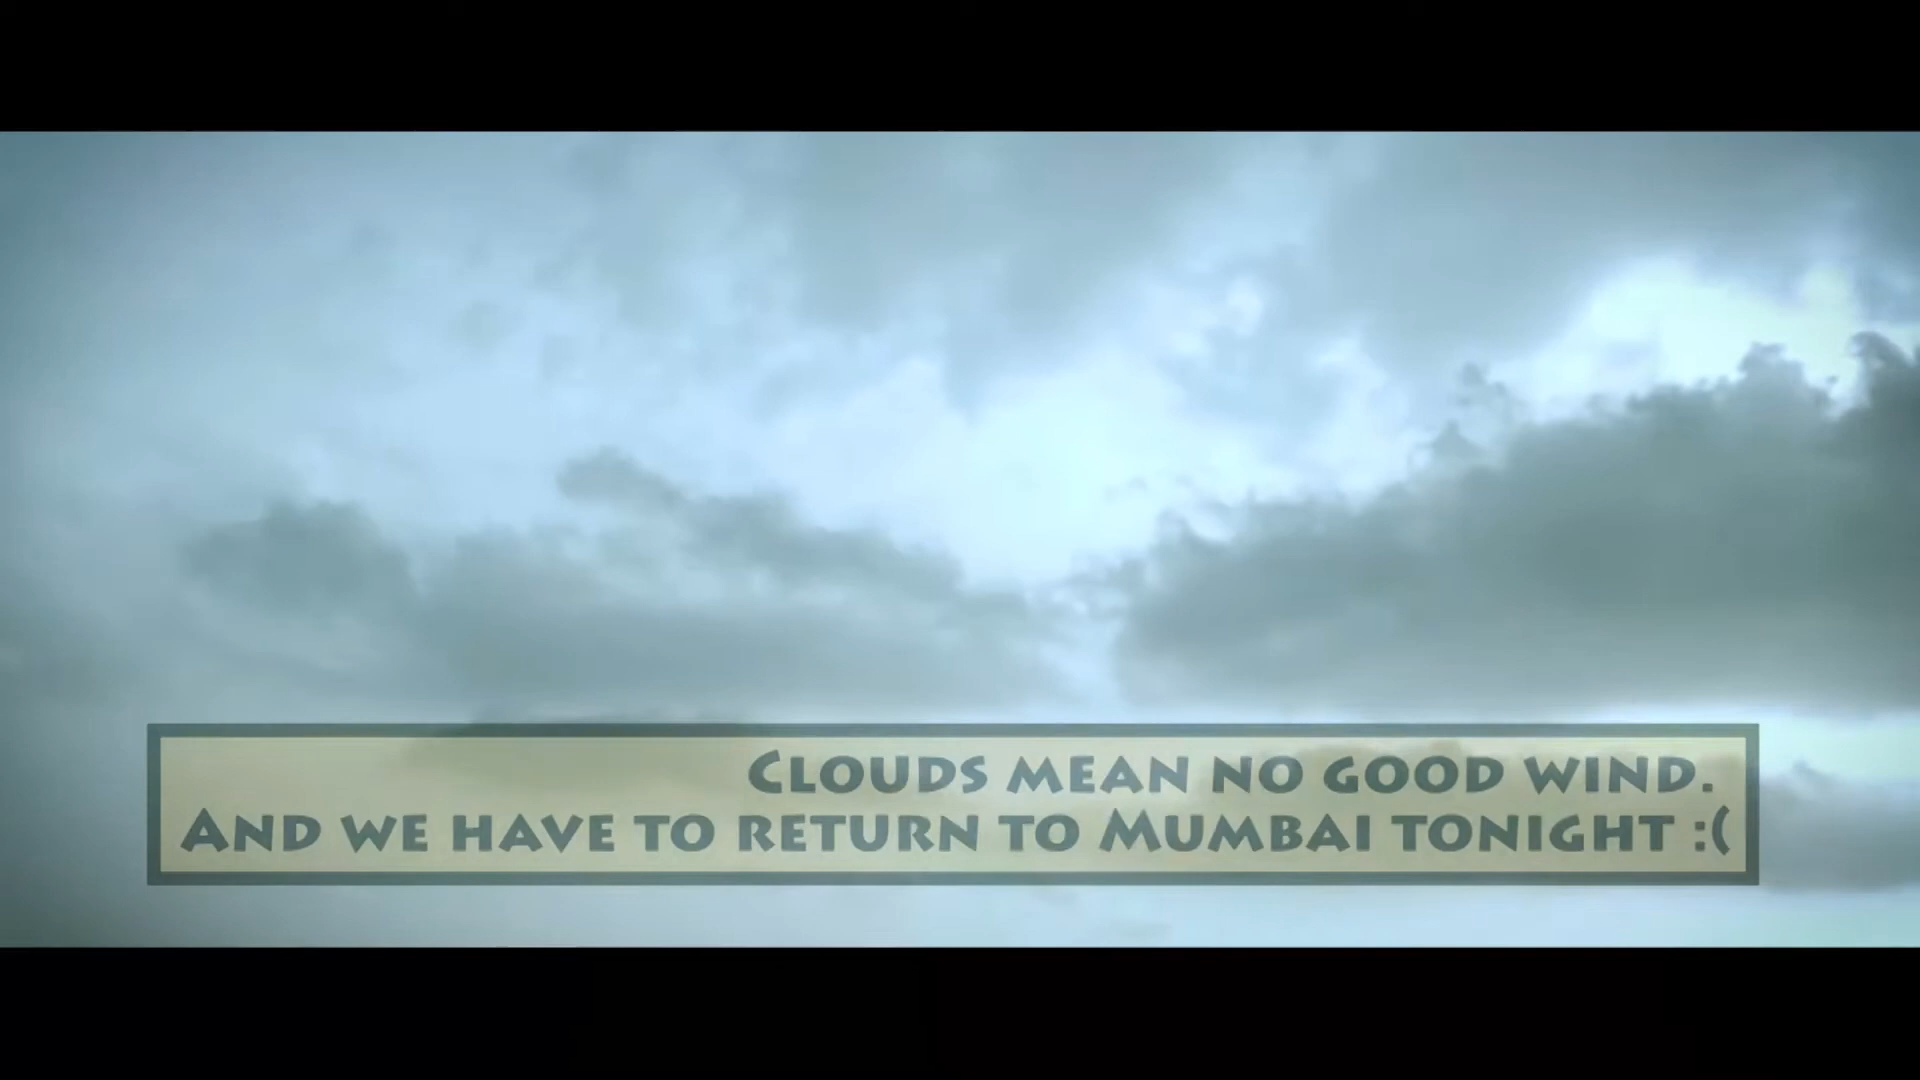 Clouds mean no good wind.
And we have to return to Mumbai tonight :(